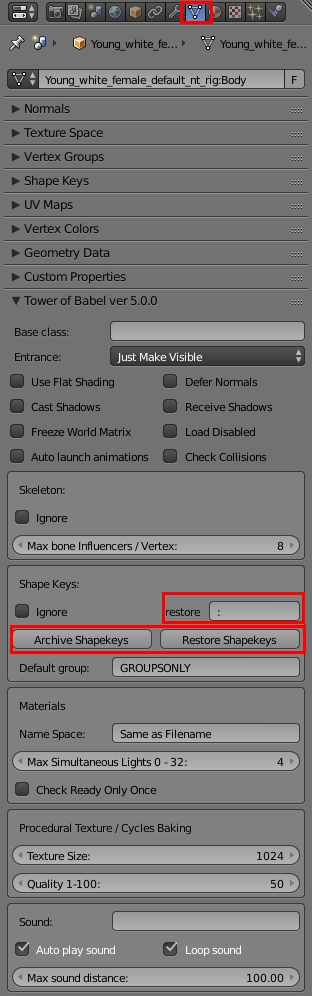 Young_white_fe... Young_white_fe...
Young_white_female_default_nt_rig:Body F
Normals
Texture Space
Vertex Groups
Shape Keys
UV Maps
Vertex Colors
Geometry Data
Custom Properties
Tower of Babel ver 5.0.0
Base class:
Entrance: Just Make Visible
Use Flat Shading Defer Normals
Cast Shadows Receive Shadows
Freeze World Matrix Load Disabled
Auto launch animations Check Collisions
Skeleton:
Ignore
Max bone Influencers / Vertex: 8
Shape Keys:
Ignore restore :
Archive Shapekeys Restore Shapekeys
Default group: GROUPSONLY
Materials
Name Space: Same as Filename
Max Simultaneous Lights 0 - 32: 4
Check Ready Only Once
Procedural Texture / Cycles Baking
Texture Size: 1024
Quality 1-100: 50
Sound:
Auto play sound Loop sound
Max sound distance: 100.00